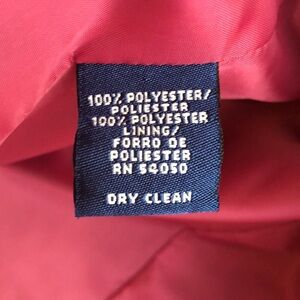 100% POLYESTER/
POLIESTER
100% POLYESTER
LINING/
FORRO DE
POLIESTER
RN 54050
DRY CLEAN